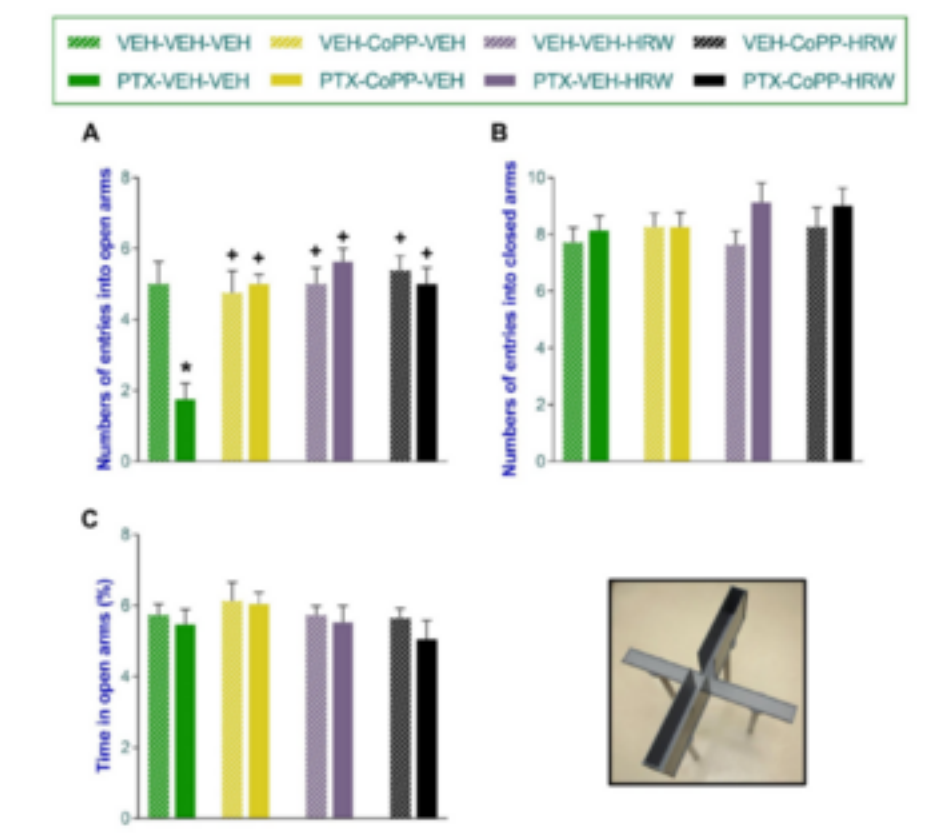 VEH-VEH-VEH VEH-CoPP-VEH VEH-VEH-HRW VEH-CoPP-HRW
PTX-VEH-VEH PTX-CoPP-VEH PTX-VEH-HRW PTX-CoPP-HRW
A
Numbers of entries into open arms
8
6
4
2
0
*
+ + + + + +
B
Numbers of entries into closed arms
10
8
6
4
2
0
C
Time in open arms (%)
8
6
4
2
0